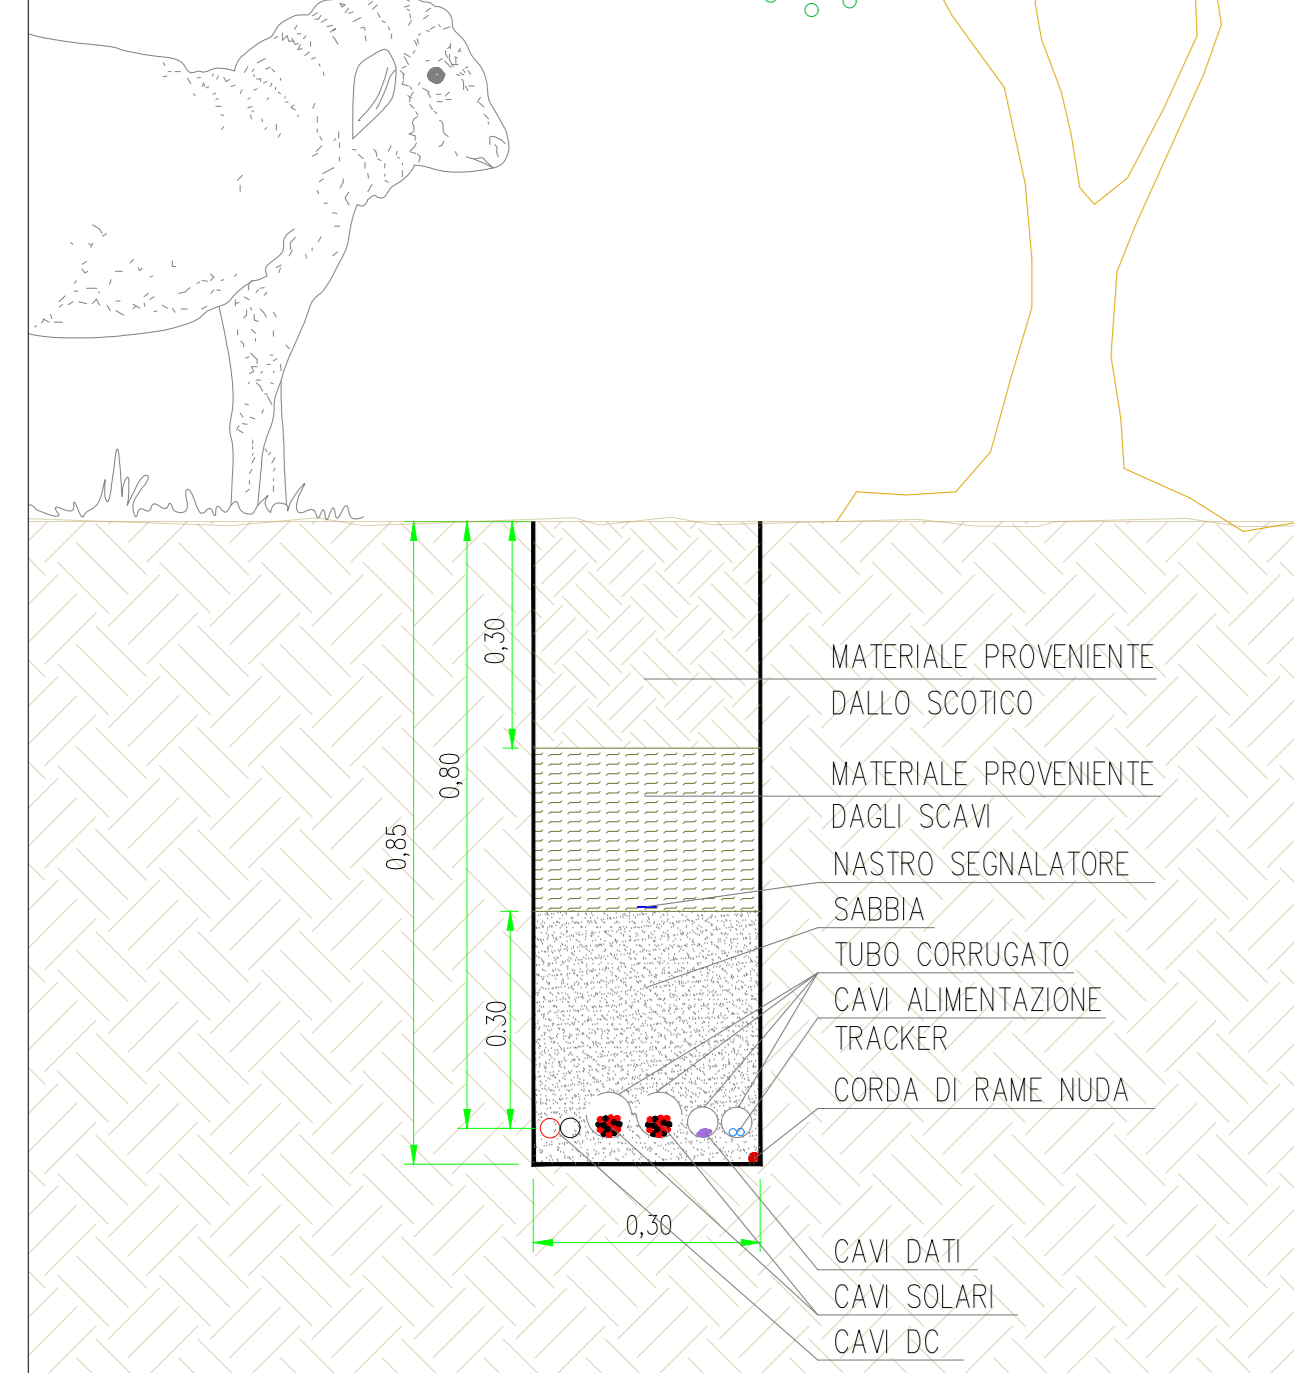 0,30
MATERIALE PROVENIENTE
DALLO SCOTICO
0,80
MATERIALE PROVENIENTE
DAGLI SCAVI
0,85
NASTRO SEGNALATORE
SABBIA
TUBO CORRUGATO
0.30
CAVI ALIMENTAZIONE
TRACKER
CORDA DI RAME NUDA
0,30
CAVI DATI
CAVI SOLARI
CAVI DC